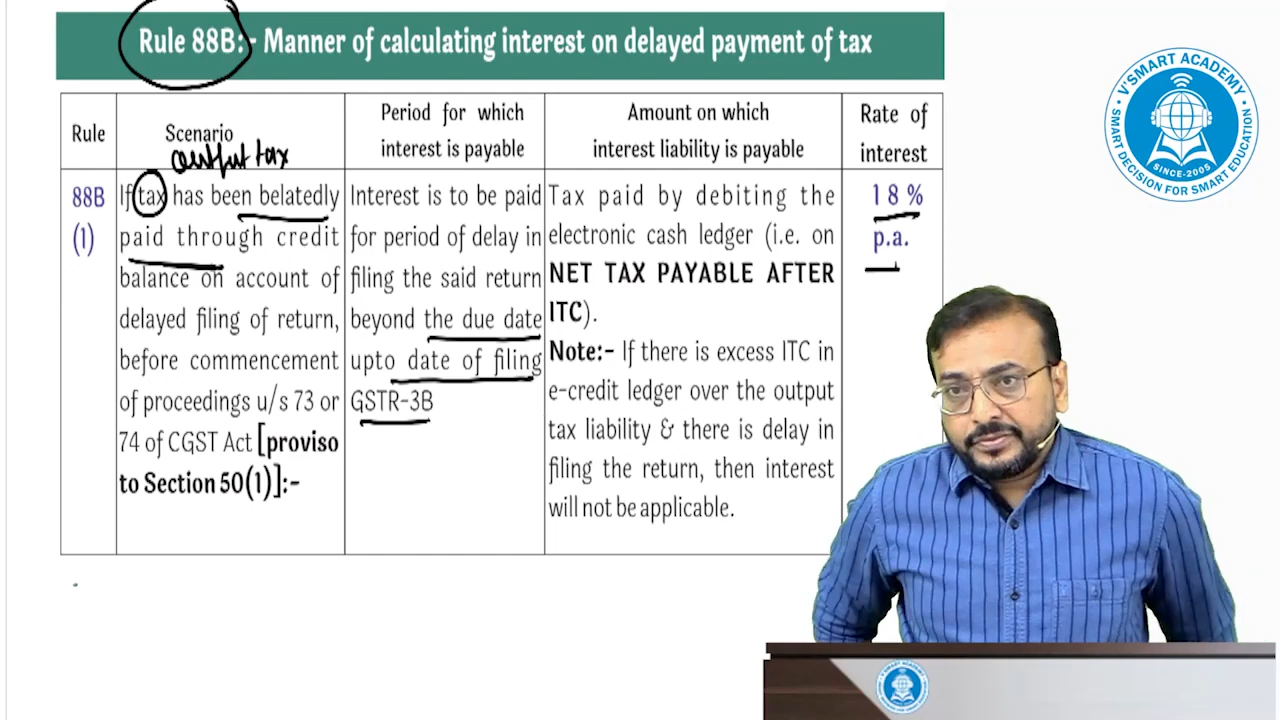 Rule 88B:- Manner of calculating interest on delayed payment of tax
Rule
Scenario
output tax
Period for which
interest is payable
Amount on which
interest liability is payable
Rate of
interest
88B
(1)
If tax has been belatedly
paid through credit
balance on account of
delayed filing of return,
before commencement
of proceedings u/s 73 or
74 of CGST Act [proviso
to Section 50(1)]:-
Interest is to be paid
for period of delay in
filing the said return
beyond the due date
upto date of filing
GSTR-3B
Tax paid by debiting the
electronic cash ledger (i.e. on
NET TAX PAYABLE AFTER
ITC).
Note:- If there is excess ITC in
e-credit ledger over the output
tax liability & there is delay in
filing the return, then interest
will not be applicable.
18%
p.a.
V'SMART ACADEMY
SINCE-2005
SMART DECISION FOR SMART EDUCATION